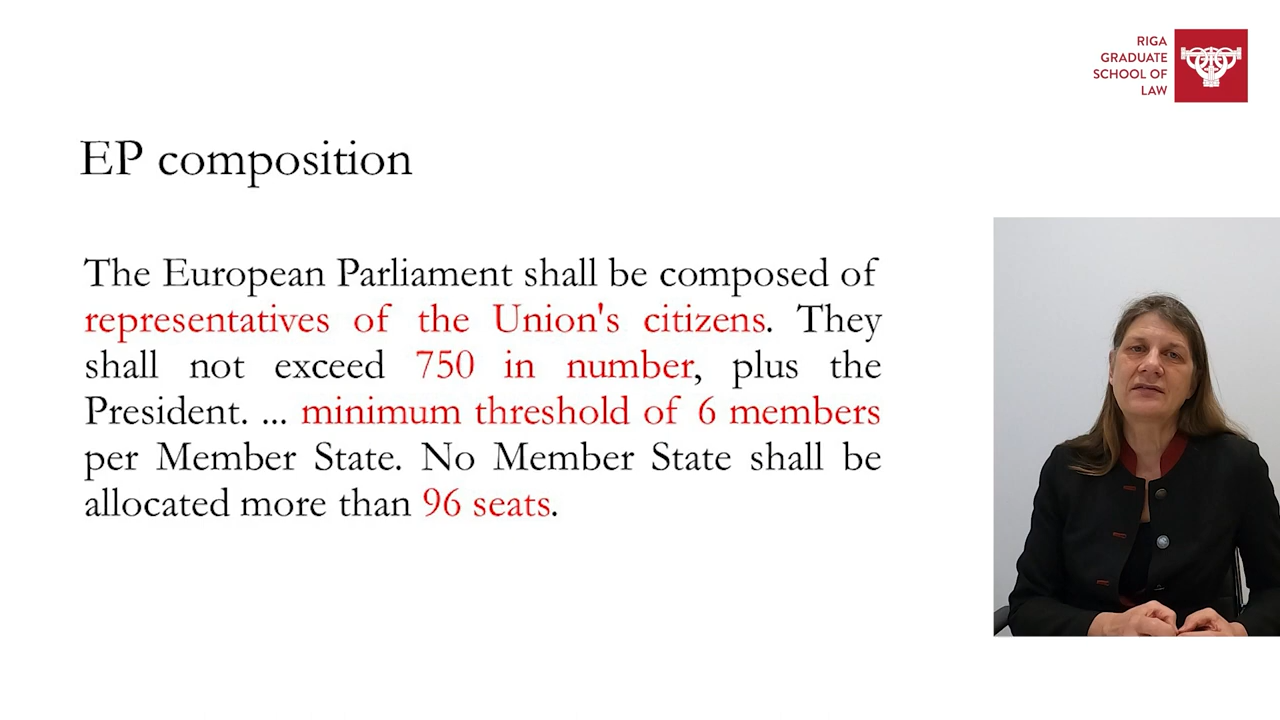 RIGA
GRADUATE
SCHOOL OF
LAW
EP composition
The European Parliament shall be composed of
representatives of the Union's citizens. They
shall not exceed 750 in number, plus the
President. ... minimum threshold of 6 members
per Member State. No Member State shall be
allocated more than 96 seats.